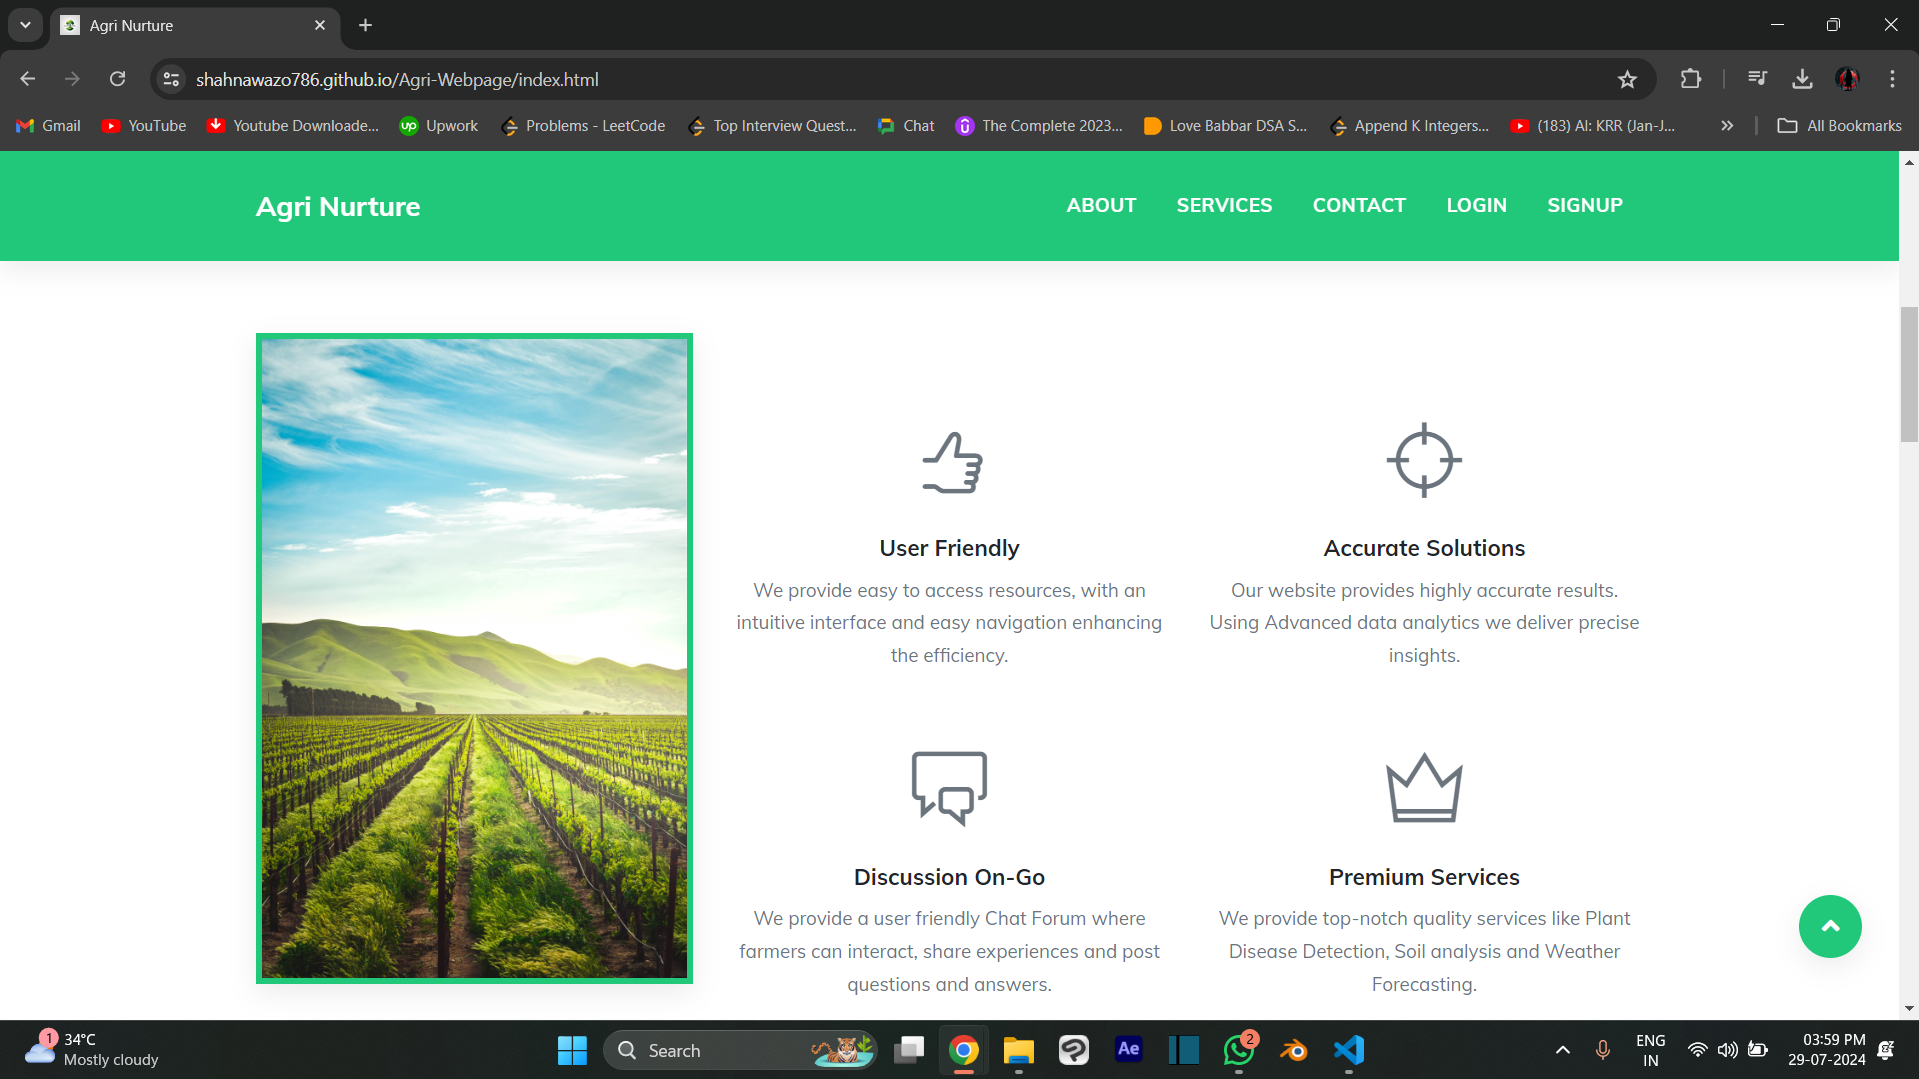 Agri Nurture
shahnawazo786.github.io/Agri-Webpage/index.html
Gmail YouTube Youtube Downloade... up Upwork Problems - LeetCode Top Interview Quest... Chat The Complete 2023... Love Babbar DSA S... Append K Integers... (183) AI: KRR (Jan-J... All Bookmarks
Agri Nurture ABOUT SERVICES CONTACT LOGIN SIGNUP
User Friendly
We provide easy to access resources, with an
intuitive interface and easy navigation enhancing
the efficiency.
Accurate Solutions
Our website provides highly accurate results.
Using Advanced data analytics we deliver precise
insights.
Discussion On-Go
We provide a user friendly Chat Forum where
farmers can interact, share experiences and post
questions and answers.
Premium Services
We provide top-notch quality services like Plant
Disease Detection, Soil analysis and Weather
Forecasting.
1
34°C
Mostly cloudy
Search
Ae
2
ENG
IN
03:59 PM
29-07-2024